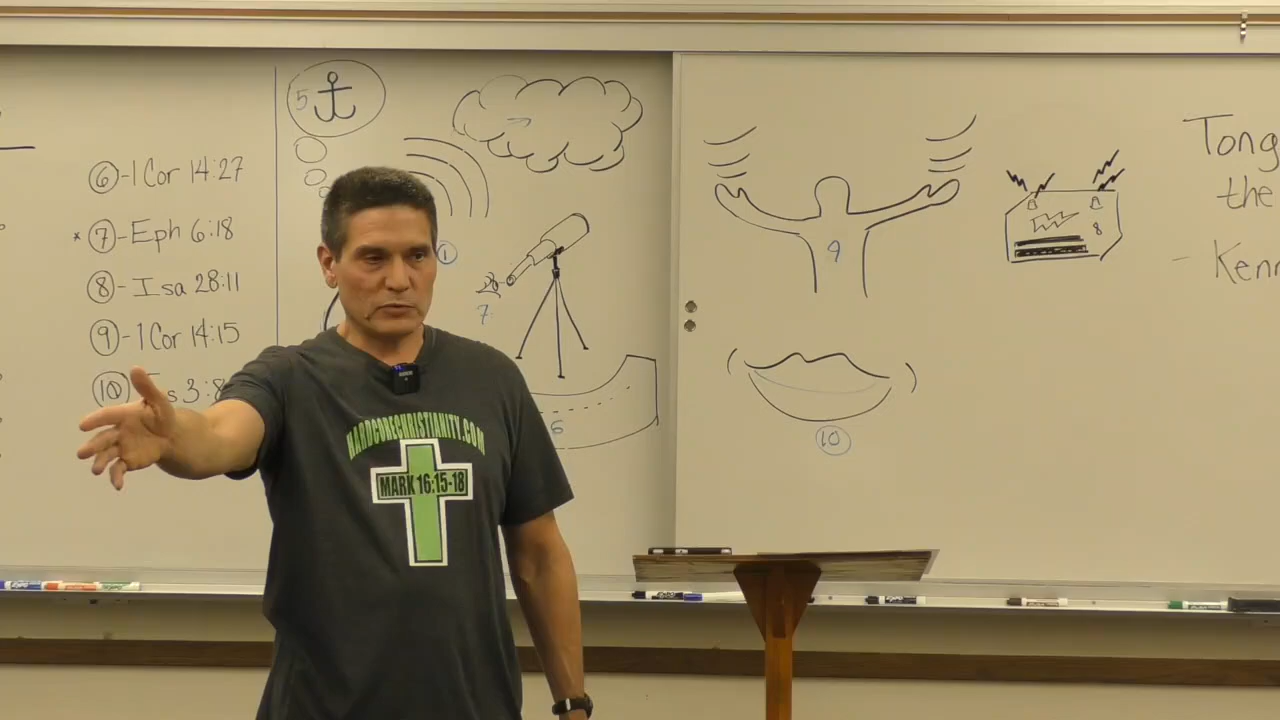 ⑥-1 Cor 14:27
* ⑦-Eph 6:18
⑧-Isa 28:11
⑨-1 Cor 14:15
⑩
5
1
7
6
9
8
10
Tong
the
- Kenn
HARDCORECHRISTIANITY.COM
MARK 16:15-18